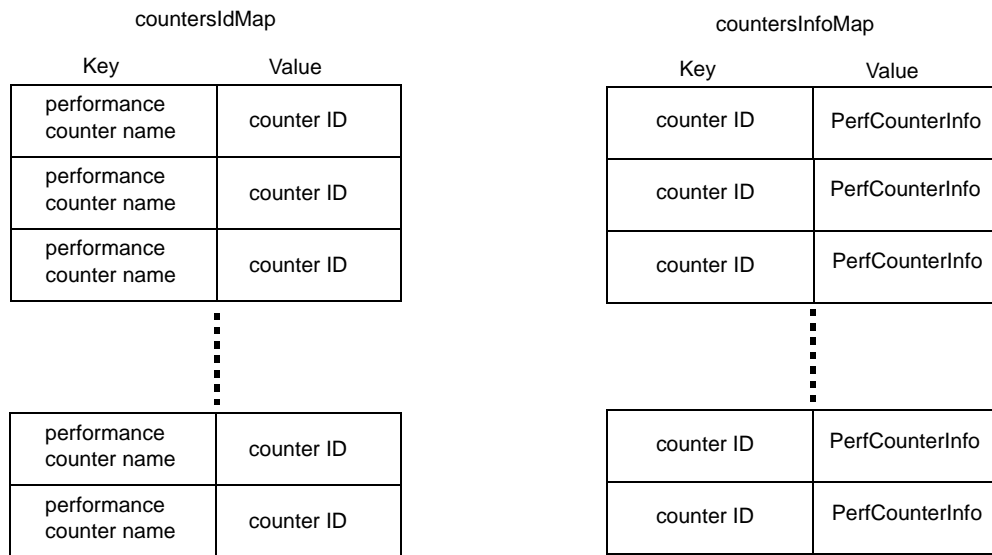 countersIdMap
Key Value
performance
counter name
counter ID
performance
counter name
counter ID
performance
counter name
counter ID
performance
counter name
counter ID
performance
counter name
counter ID
countersInfoMap
Key Value
counter ID PerfCounterInfo
counter ID PerfCounterInfo
counter ID PerfCounterInfo
counter ID PerfCounterInfo
counter ID PerfCounterInfo